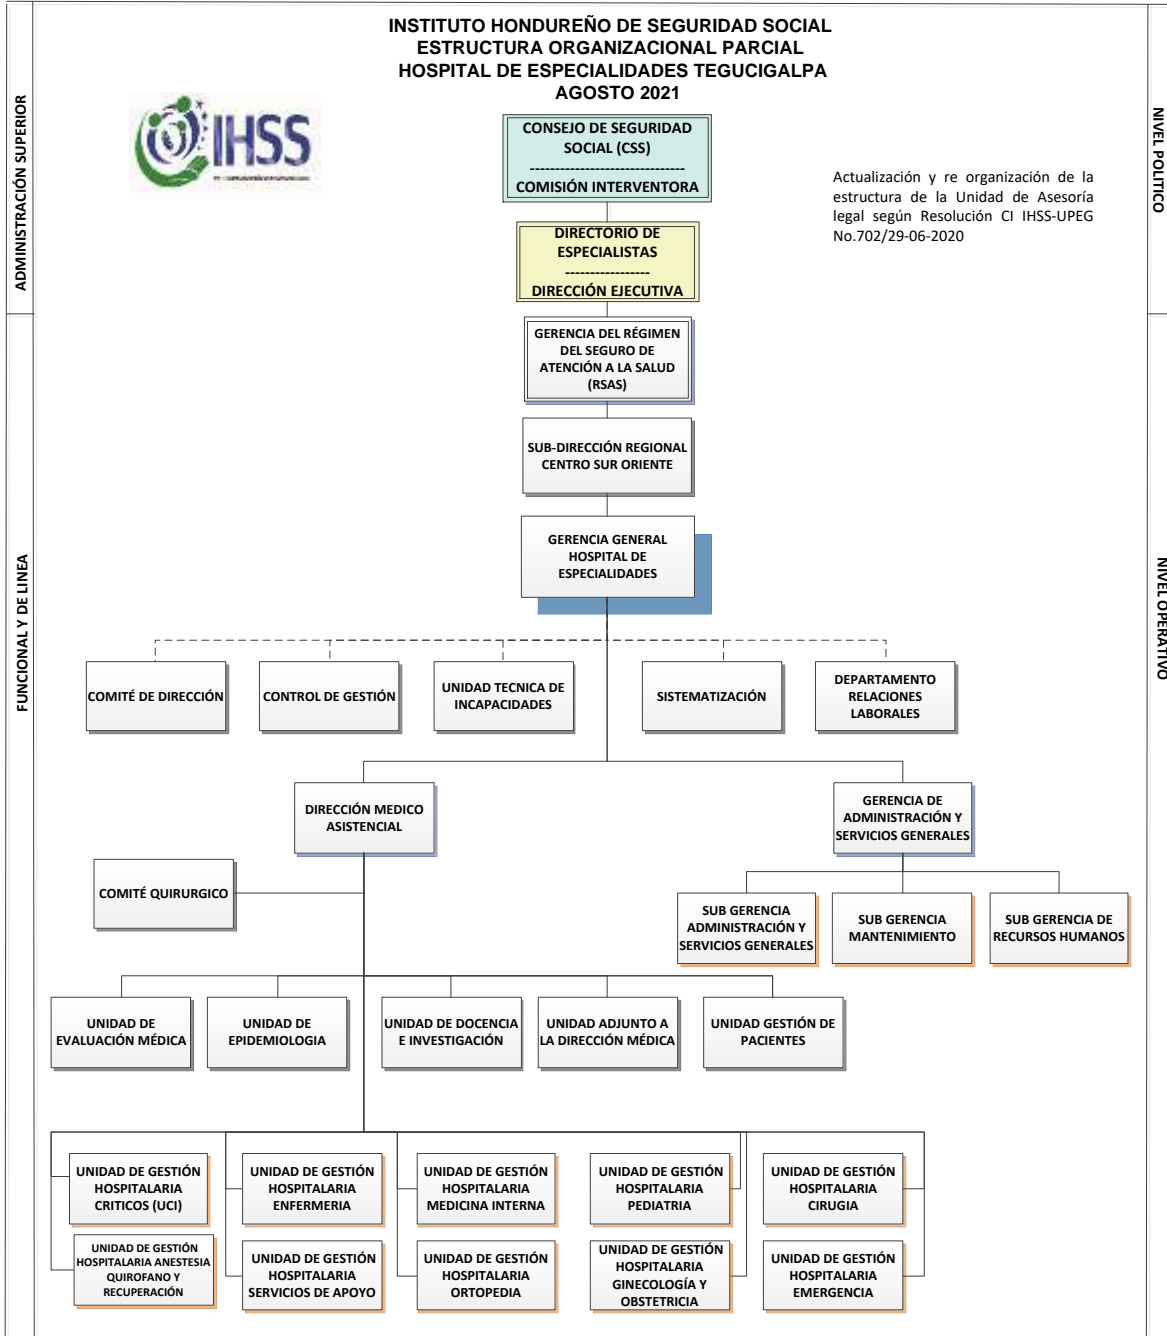 INSTITUTO HONDUREÑO DE SEGURIDAD SOCIAL
ESTRUCTURA ORGANIZACIONAL PARCIAL
HOSPITAL DE ESPECIALIDADES TEGUCIGALPA
AGOSTO 2021
ADMINISTRACIÓN SUPERIOR
NIVEL POLITICO
IHSS
CONSEJO DE SEGURIDAD
SOCIAL (CSS)
-------------------------------
COMISIÓN INTERVENTORA
Actualización y re organización de la
estructura de la Unidad de Asesoría
legal según Resolución CI IHSS-UPEG
No.702/29-06-2020
DIRECTORIO DE
ESPECIALISTAS
-----------------
DIRECCIÓN EJECUTIVA
FUNCIONAL Y DE LINEA
NIVEL OPERATIVO
GERENCIA DEL RÉGIMEN
DEL SEGURO DE
ATENCIÓN A LA SALUD
(RSAS)
SUB-DIRECCIÓN REGIONAL
CENTRO SUR ORIENTE
GERENCIA GENERAL
HOSPITAL DE
ESPECIALIDADES
COMITÉ DE DIRECCIÓN
CONTROL DE GESTIÓN
UNIDAD TECNICA DE
INCAPACIDADES
SISTEMATIZACIÓN
DEPARTAMENTO
RELACIONES
LABORALES
DIRECCIÓN MEDICO
ASISTENCIAL
GERENCIA DE
ADMINISTRACIÓN Y
SERVICIOS GENERALES
COMITÉ QUIRURGICO
SUB GERENCIA
ADMINISTRACIÓN Y
SERVICIOS GENERALES
SUB GERENCIA
MANTENIMIENTO
SUB GERENCIA DE
RECURSOS HUMANOS
UNIDAD DE
EVALUACIÓN MÉDICA
UNIDAD DE
EPIDEMIOLOGIA
UNIDAD DE DOCENCIA
E INVESTIGACIÓN
UNIDAD ADJUNTO A
LA DIRECCIÓN MÉDICA
UNIDAD GESTIÓN DE
PACIENTES
UNIDAD DE GESTIÓN
HOSPITALARIA
CRITICOS (UCI)
UNIDAD DE GESTIÓN
HOSPITALARIA
ENFERMERIA
UNIDAD DE GESTIÓN
HOSPITALARIA
MEDICINA INTERNA
UNIDAD DE GESTIÓN
HOSPITALARIA
PEDIATRIA
UNIDAD DE GESTIÓN
HOSPITALARIA
CIRUGIA
UNIDAD DE GESTIÓN
HOSPITALARIA ANESTESIA
QUIROFANO Y
RECUPERACIÓN
UNIDAD DE GESTIÓN
HOSPITALARIA
SERVICIOS DE APOYO
UNIDAD DE GESTIÓN
HOSPITALARIA
ORTOPEDIA
UNIDAD DE GESTIÓN
HOSPITALARIA
GINECOLOGÍA Y
OBSTETRICIA
UNIDAD DE GESTIÓN
HOSPITALARIA
EMERGENCIA